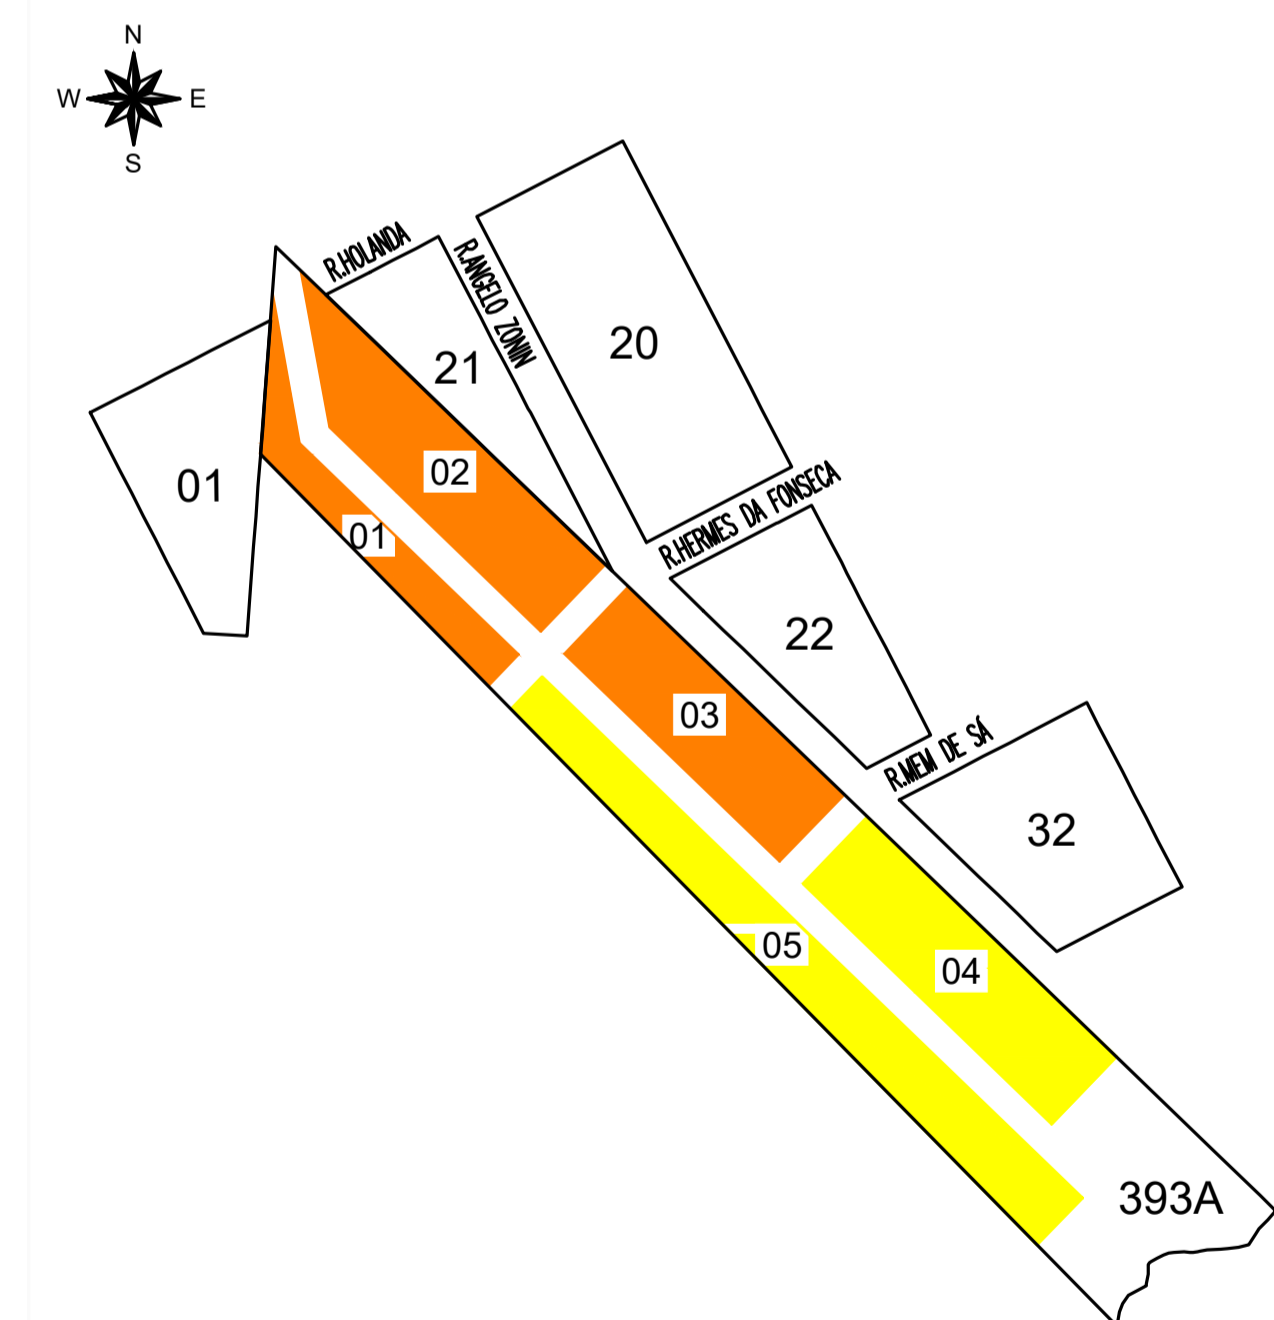 N
W
E
S
R.HOLANDA
R.ANGELO ZONIN
20
21
01
02
01
R.HERMES DA FONSECA
22
03
R.MEM DE SÁ
32
05
04
393A